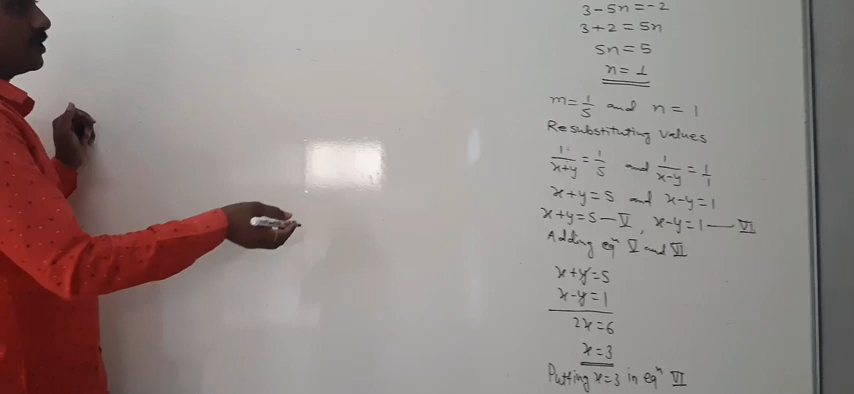 3-5n=-2
3+2=5n
5n=5
n=1
m=1/5 and n=1
Resubstituting values
1/x+y=1/5 and 1/x-y=1/1
x+y=5 and x-y=1
x+y=5—V, x-y=1—VI
Adding eqⁿ V and VI
x+y=5
x-y=1
2x=6
x=3
Putting x=3 in eqⁿ VI